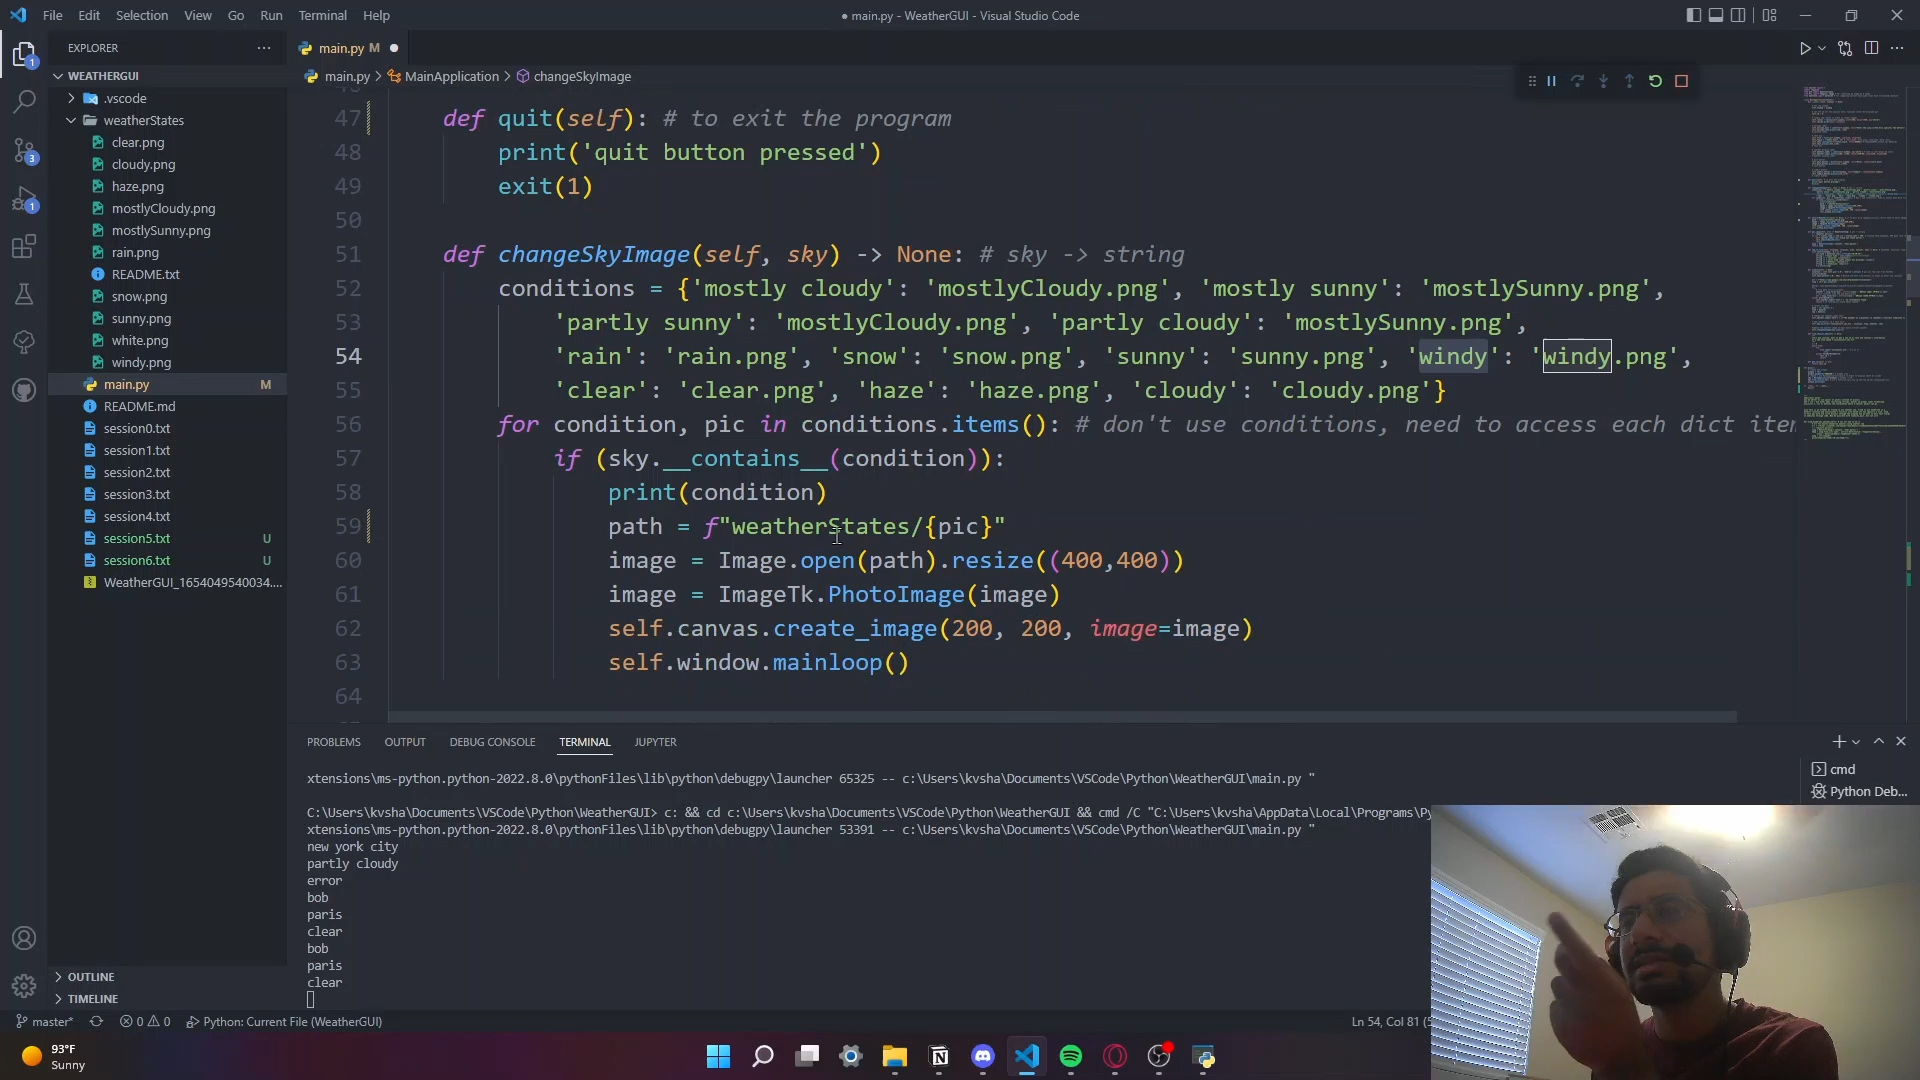 File Edit Selection View Go Run Terminal Help
● main.py - WeatherGUI - Visual Studio Code
EXPLORER
WEATHERGUI
.vscode
weatherStates
clear.png
cloudy.png
haze.png
mostlyCloudy.png
mostlySunny.png
rain.png
README.txt
snow.png
sunny.png
white.png
windy.png
main.py M
README.md
session0.txt
session1.txt
session2.txt
session3.txt
session4.txt
session5.txt U
session6.txt U
WeatherGUI_1654049540034....
OUTLINE
TIMELINE
main.py M
main.py > MainApplication > changeSkyImage
47 def quit(self): # to exit the program
48 print('quit button pressed')
49 exit(1)
50
51 def changeSkyImage(self, sky) -> None: # sky -> string
52 conditions = {'mostly cloudy': 'mostlyCloudy.png', 'mostly sunny': 'mostlySunny.png',
53 'partly sunny': 'mostlyCloudy.png', 'partly cloudy': 'mostlySunny.png',
54 'rain': 'rain.png', 'snow': 'snow.png', 'sunny': 'sunny.png', 'windy': 'windy.png',
55 'clear': 'clear.png', 'haze': 'haze.png', 'cloudy': 'cloudy.png'}
56 for condition, pic in conditions.items(): # don't use conditions, need to access each dict item
57 if (sky.__contains__(condition)):
58 print(condition)
59 path = f"weatherStates/{pic}"
60 image = Image.open(path).resize((400,400))
61 image = ImageTk.PhotoImage(image)
62 self.canvas.create_image(200, 200, image=image)
63 self.window.mainloop()
64
PROBLEMS OUTPUT DEBUG CONSOLE TERMINAL JUPYTER
xtensions\ms-python.python-2022.8.0\pythonFiles\lib\python\debugpy\launcher 65325 -- c:\Users\kvsha\Documents\VSCode\Python\WeatherGUI\main.py "
C:\Users\kvsha\Documents\VSCode\Python\WeatherGUI> c: && cd c:\Users\kvsha\Documents\VSCode\Python\WeatherGUI && cmd /C "C:\Users\kvsha\AppData\Local\Programs\Py
xtensions\ms-python.python-2022.8.0\pythonFiles\lib\python\debugpy\launcher 53391 -- c:\Users\kvsha\Documents\VSCode\Python\WeatherGUI\main.py "
new york city
partly cloudy
error
bob
paris
clear
bob
paris
clear
cmd
Python Deb...
master* 0 0 Python: Current File (WeatherGUI)
Ln 54, Col 81
93°F
Sunny